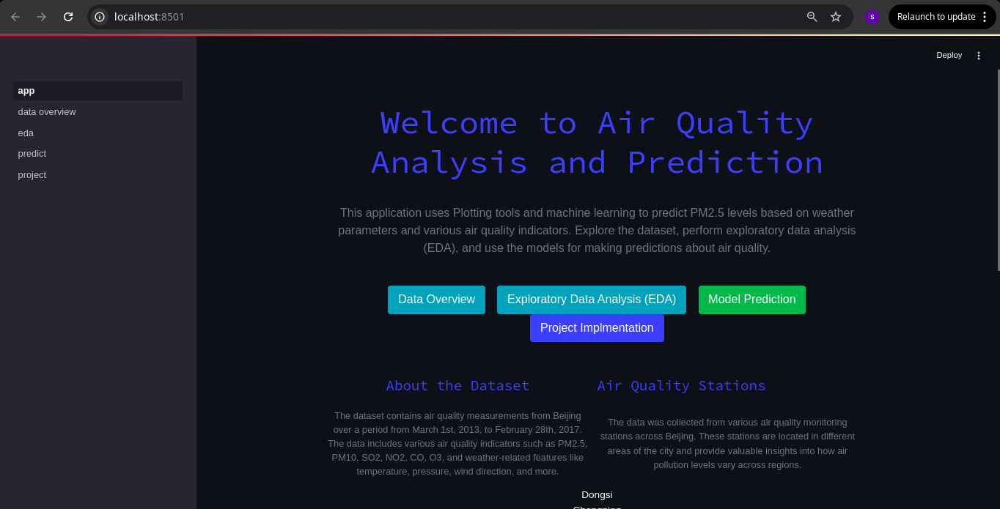 localhost:8501
S
Relaunch to update
Deploy
app
data overview
eda
predict
project
Welcome to Air Quality
Analysis and Prediction
This application uses Plotting tools and machine learning to predict PM2.5 levels based on weather
parameters and various air quality indicators. Explore the dataset, perform exploratory data analysis
(EDA), and use the models for making predictions about air quality.
Data Overview
Exploratory Data Analysis (EDA)
Model Prediction
Project Implmentation
About the Dataset
The dataset contains air quality measurements from Beijing
over a period from March 1st, 2013, to February 28th, 2017.
The data includes various air quality indicators such as PM2.5,
PM10, SO2, NO2, CO, O3, and weather-related features like
temperature, pressure, wind direction, and more.
Air Quality Stations
The data was collected from various air quality monitoring
stations across Beijing. These stations are located in different
areas of the city and provide valuable insights into how air
pollution levels vary across regions.
Dongsi